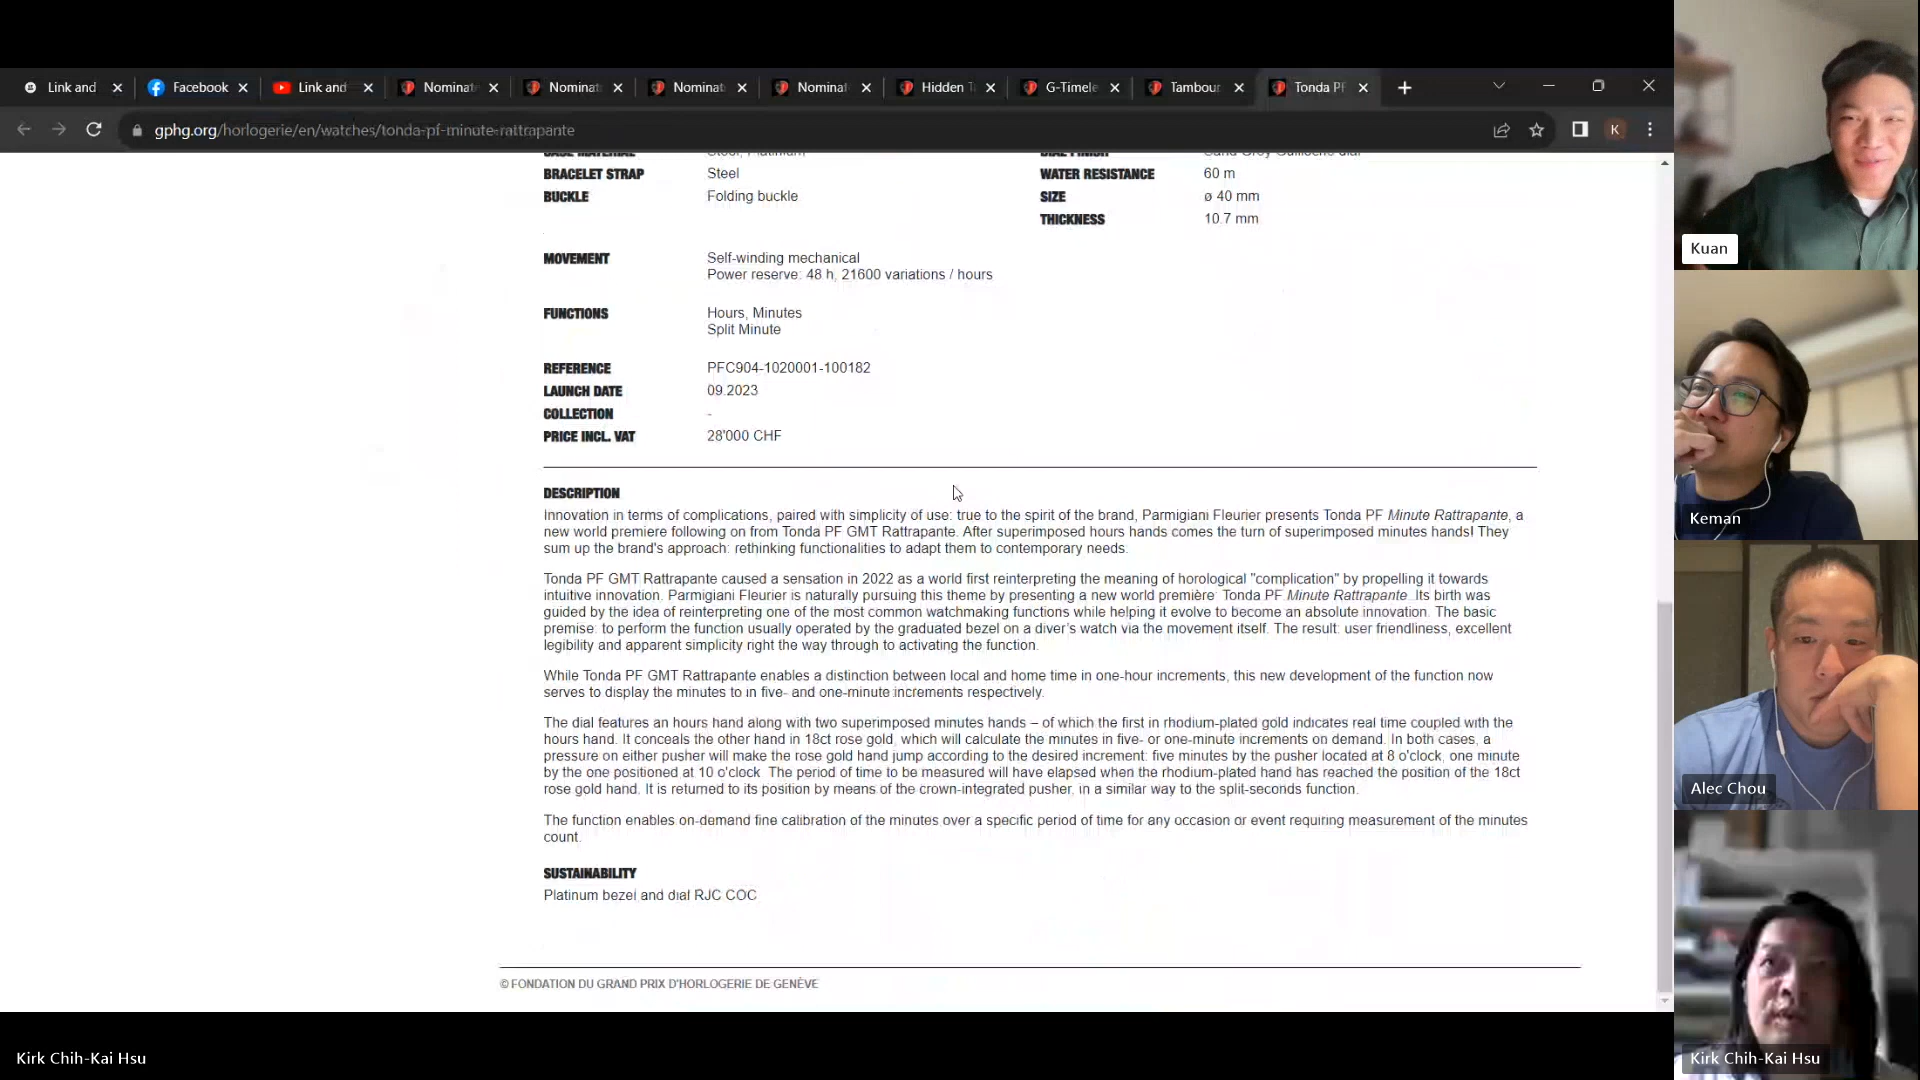 Link and
Facebook
Link and
Nominat
Nominat
Nominat
Nominat
Hidden T
G-Timele
Tambour
Tonda PF
gphg.org/horlogerie/en/watches/tonda-pf-minute-rattrapante
K
BASE MATERIAL Steel, Platinium,
BRACELET STRAP Steel
BUCKLE Folding buckle
DIAL FINISH Sand Grey Guilloché dial
WATER RESISTANCE 60 m
SIZE ø 40 mm
THICKNESS 10.7 mm
MOVEMENT Self-winding mechanical
Power reserve: 48 h, 21600 variations / hours
FUNCTIONS Hours, Minutes
Split Minute
REFERENCE PFC904-1020001-100182
LAUNCH DATE 09.2023
COLLECTION -
PRICE INCL. VAT 28'000 CHF
DESCRIPTION
Innovation in terms of complications, paired with simplicity of use: true to the spirit of the brand, Parmigiani Fleurier presents Tonda PF Minute Rattrapante, a
new world premiere following on from Tonda PF GMT Rattrapante. After superimposed hours hands comes the turn of superimposed minutes hands! They
sum up the brand's approach: rethinking functionalities to adapt them to contemporary needs.
Tonda PF GMT Rattrapante caused a sensation in 2022 as a world first reinterpreting the meaning of horological "complication" by propelling it towards
intuitive innovation. Parmigiani Fleurier is naturally pursuing this theme by presenting a new world première: Tonda PF Minute Rattrapante. Its birth was
guided by the idea of reinterpreting one of the most common watchmaking functions while helping it evolve to become an absolute innovation. The basic
premise: to perform the function usually operated by the graduated bezel on a diver's watch via the movement itself. The result: user friendliness, excellent
legibility and apparent simplicity right the way through to activating the function.
While Tonda PF GMT Rattrapante enables a distinction between local and home time in one-hour increments, this new development of the function now
serves to display the minutes to in five- and one-minute increments respectively.
The dial features an hours hand along with two superimposed minutes hands – of which the first in rhodium-plated gold indicates real time coupled with the
hours hand. It conceals the other hand in 18ct rose gold, which will calculate the minutes in five- or one-minute increments on demand. In both cases, a
pressure on either pusher will make the rose gold hand jump according to the desired increment: five minutes by the pusher located at 8 o'clock, one minute
by the one positioned at 10 o'clock. The period of time to be measured will have elapsed when the rhodium-plated hand has reached the position of the 18ct
rose gold hand. It is returned to its position by means of the crown-integrated pusher, in a similar way to the split-seconds function.
The function enables on-demand fine calibration of the minutes over a specific period of time for any occasion or event requiring measurement of the minutes
count.
SUSTAINABILITY
Platinum bezel and dial RJC COC
© FONDATION DU GRAND PRIX D'HORLOGERIE DE GENÈVE
Kirk Chih-Kai Hsu
Kuan
Keman
Alec Chou
Kirk Chih-Kai Hsu